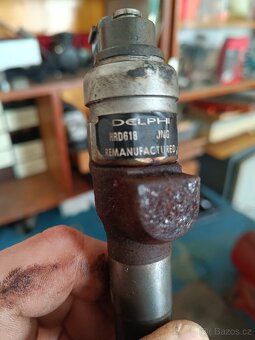 DELPHI
HRD618 JNG
REMANUFACTURED
Bazos.cz